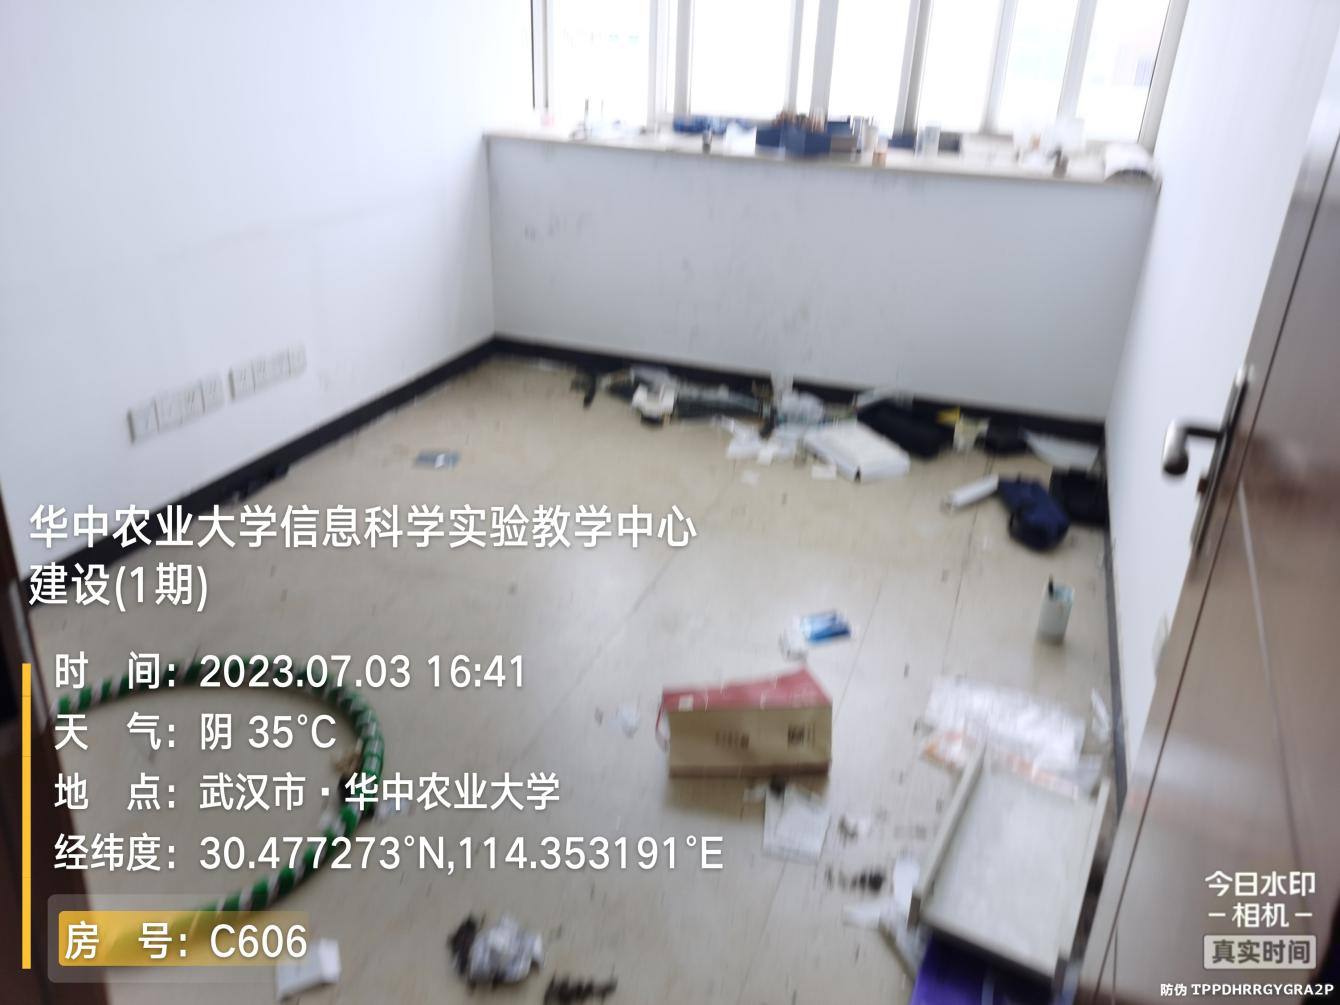 华中农业大学信息科学实验教学中心
建设(1期)
时 间：2023.07.03 16:41
天 气：阴 35°C
地 点：武汉市·华中农业大学
经纬度：30.477273°N,114.353191°E
房 号：C606
今日水印
-相机-
真实时间
防伪 TPPDHRRGYGRA2P